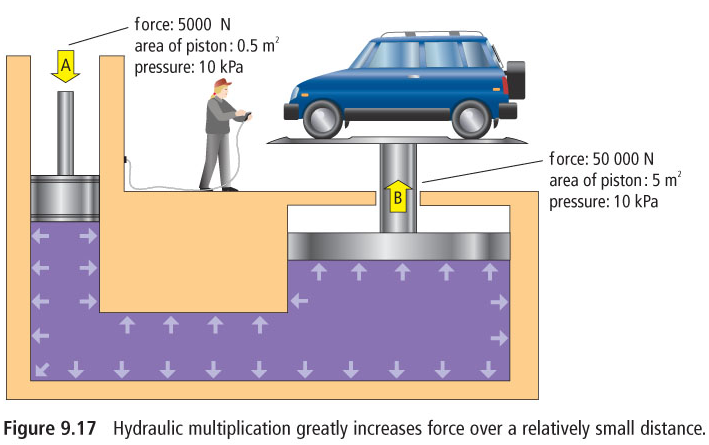 force: 5000 N
area of piston: 0.5 m²
pressure: 10 kPa
A
force: 50 000 N
area of piston: 5 m²
pressure: 10 kPa
B
Figure 9.17 Hydraulic multiplication greatly increases force over a relatively small distance.